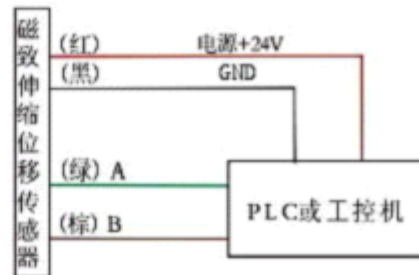 磁致伸缩位移传感器
(红) 电源+24V
(黑) GND
(绿) A
(棕) B
PLC或工控机